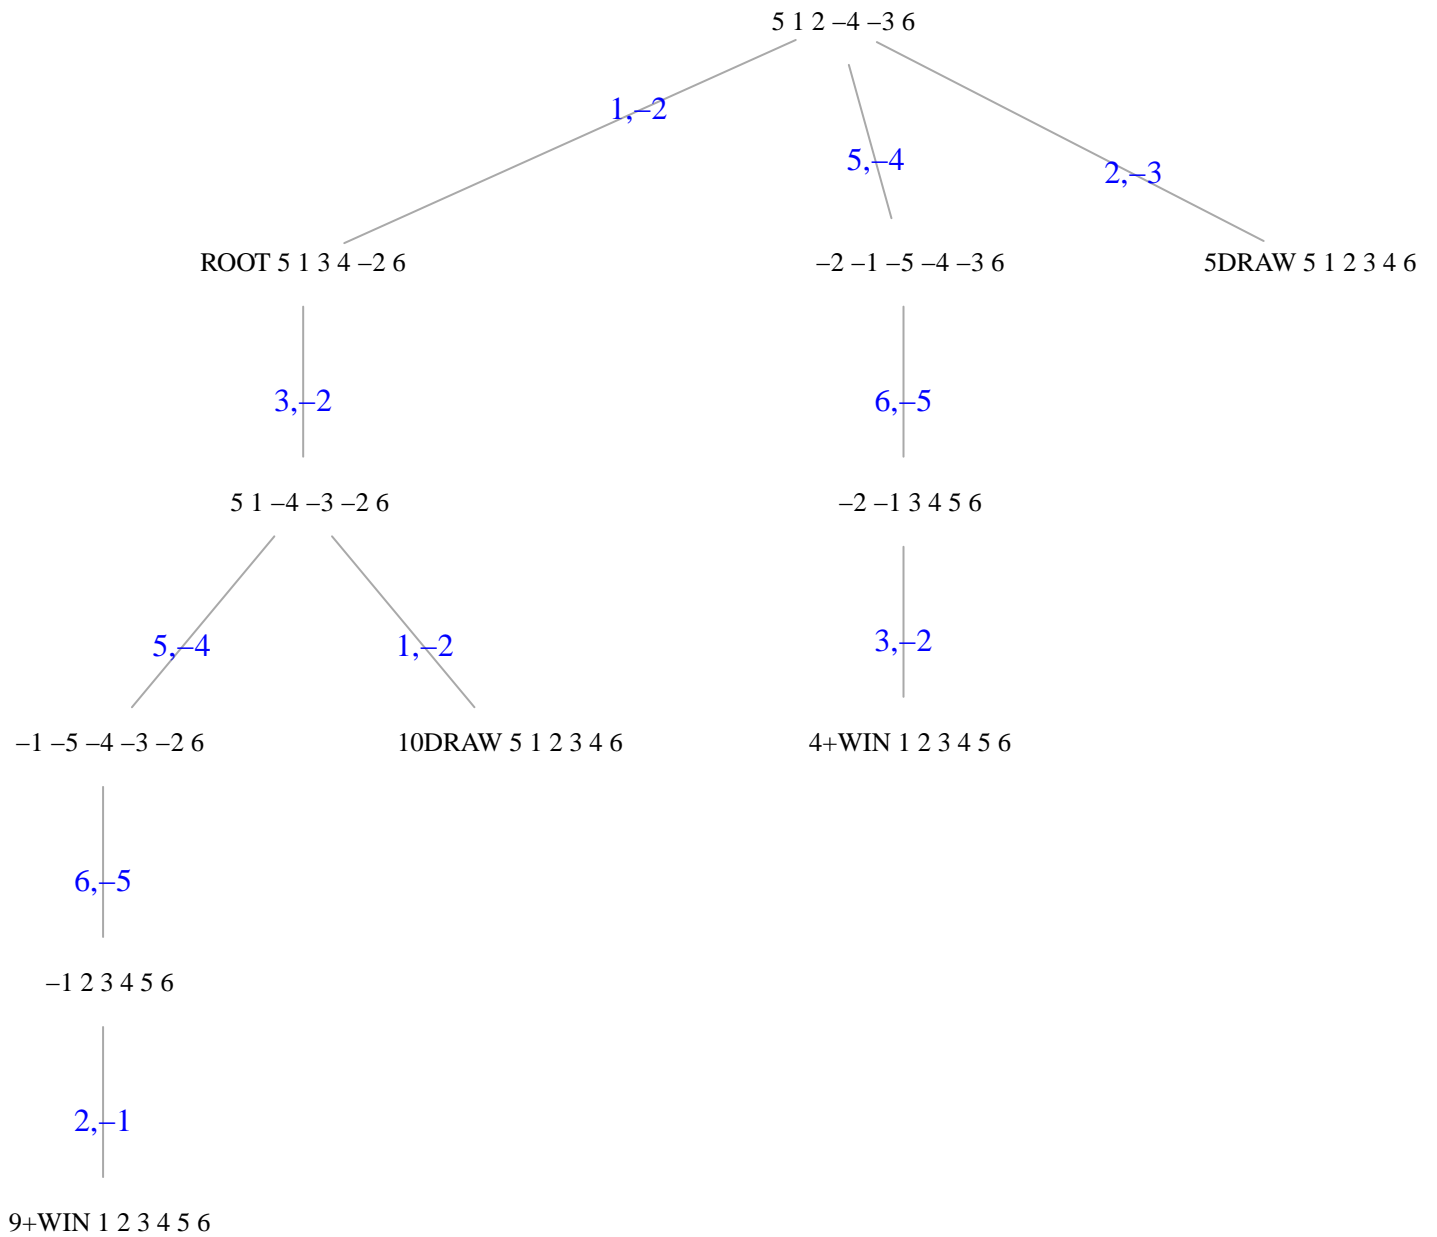 5 1 2 –4 –3 6
1,–2
5,–4
2,–3
ROOT 5 1 3 4 –2 6
–2 –1 –5 –4 –3 6
5DRAW 5 1 2 3 4 6
3,–2
6,–5
5 1 –4 –3 –2 6
–2 –1 3 4 5 6
5,–4
1,–2
3,–2
–1 –5 –4 –3 –2 6
10DRAW 5 1 2 3 4 6
4+WIN 1 2 3 4 5 6
6,–5
–1 2 3 4 5 6
2,–1
9+WIN 1 2 3 4 5 6